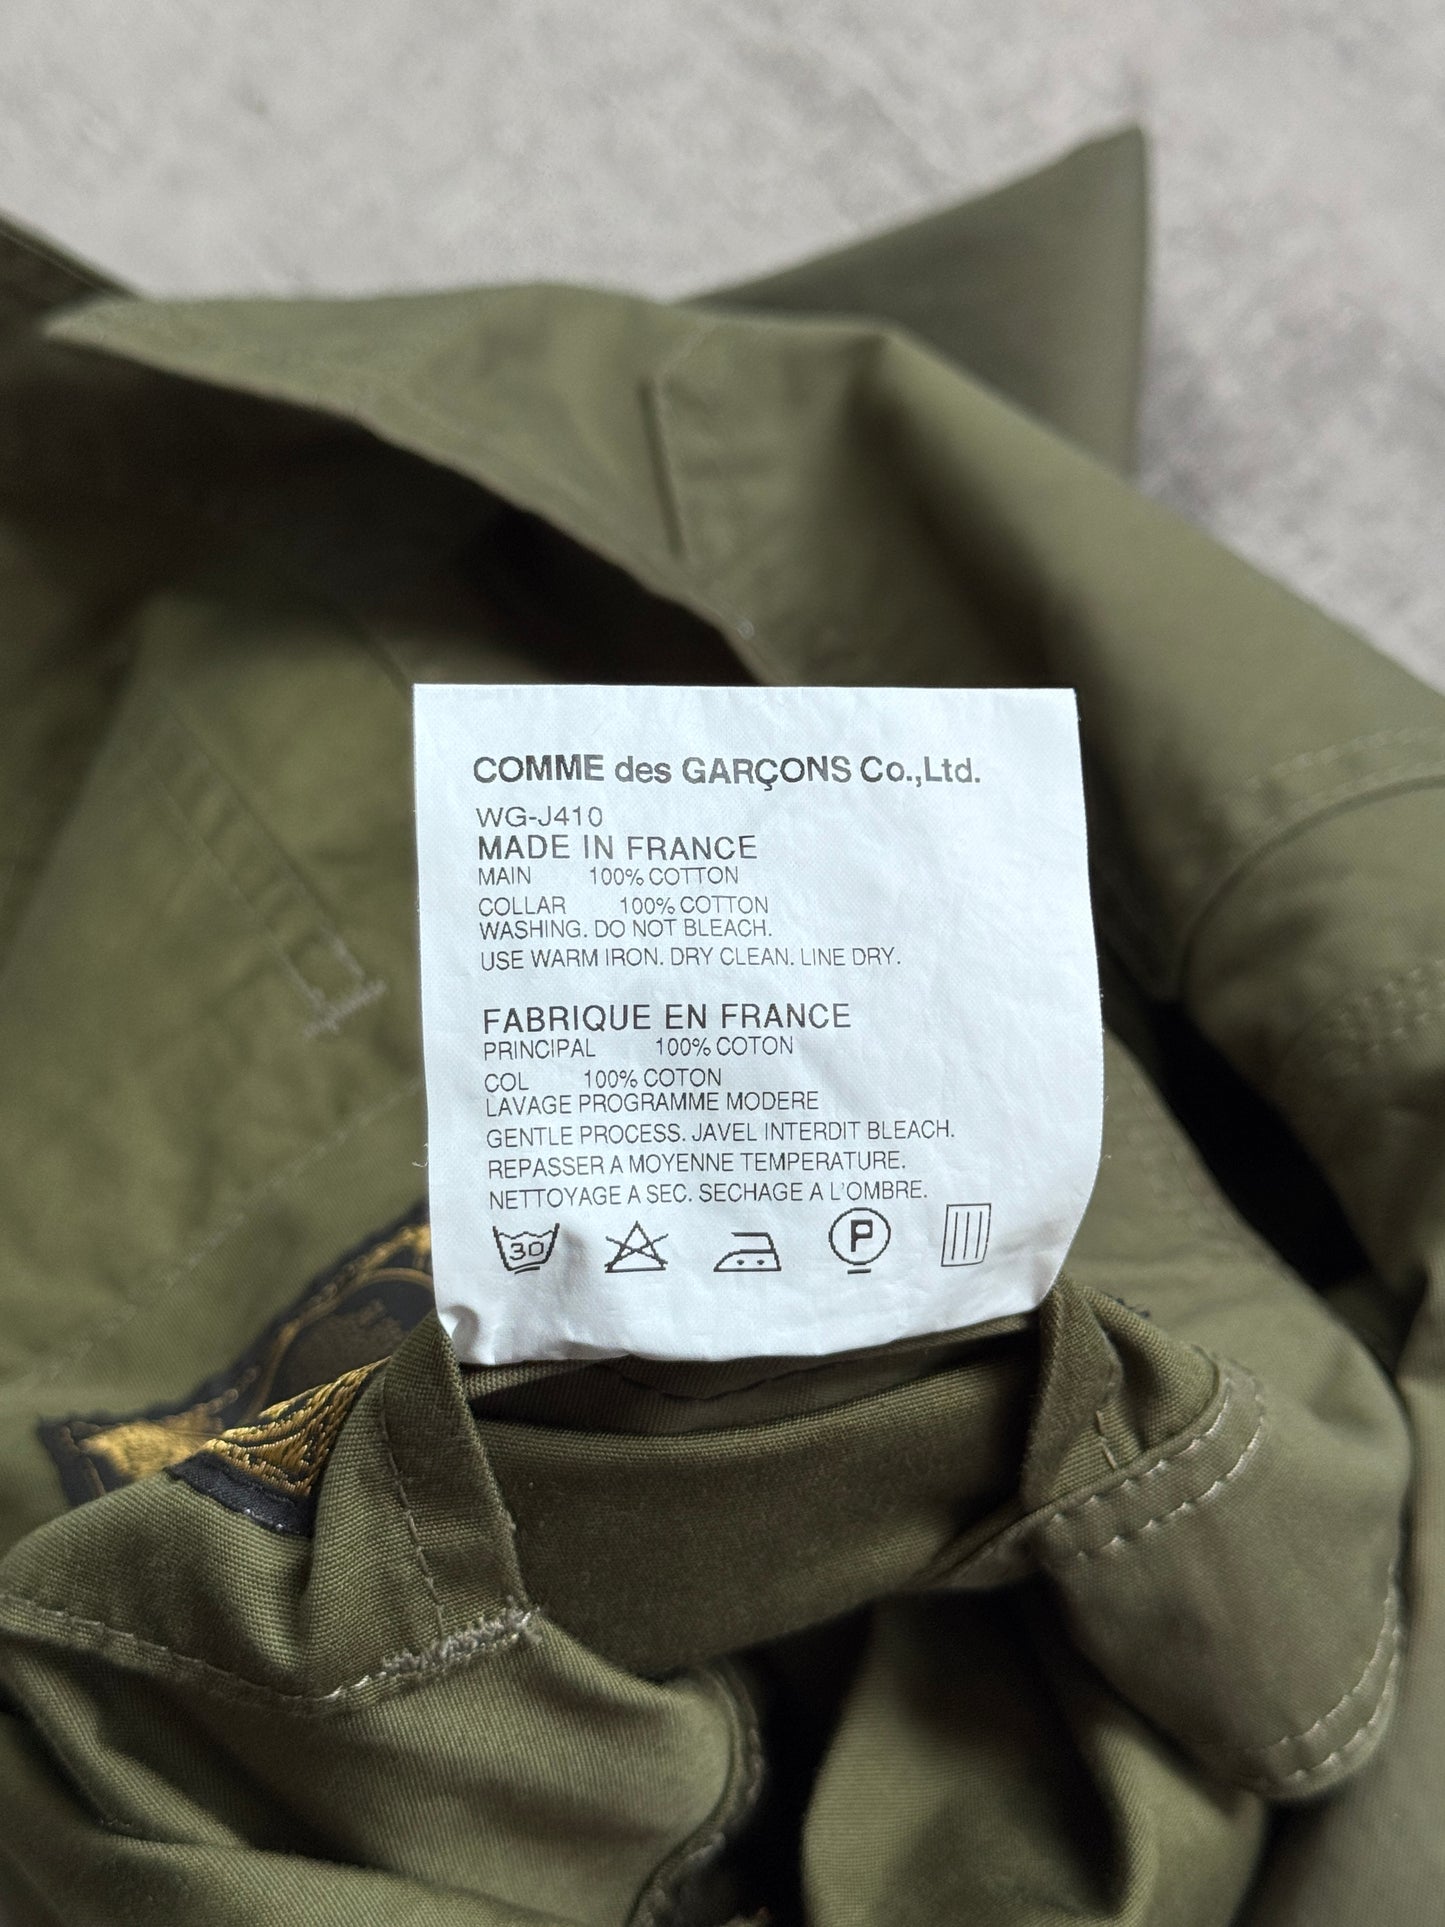 COMME des GARÇONS Co.,Ltd.
WG-J410
MADE IN FRANCE
MAIN 100% COTTON
COLLAR 100% COTTON
WASHING. DO NOT BLEACH.
USE WARM IRON. DRY CLEAN. LINE DRY.
FABRIQUE EN FRANCE
PRINCIPAL 100% COTON
COL 100% COTON
LAVAGE PROGRAMME MODERE
GENTLE PROCESS. JAVEL INTERDIT BLEACH.
REPASSER A MOYENNE TEMPERATURE.
NETTOYAGE A SEC. SECHAGE A L'OMBRE.
30 P